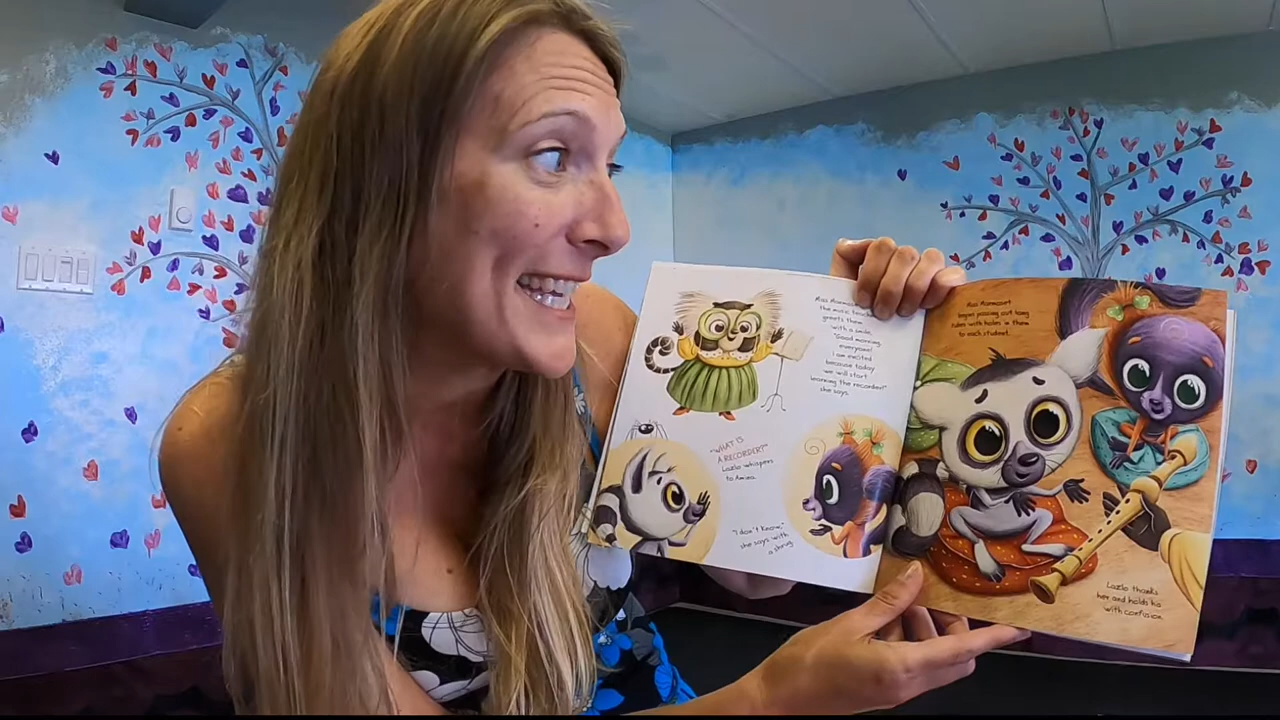 Miss Marmoset
the music teacher
greets them
with a smile.
"Good morning,
everyone!
I am excited
because today
we will start
learning the recorder!"
she says.
"WHAT IS
A RECORDER?"
Lazlo whispers
to Amina.
"I don't know,"
she says with
a shrug.
Miss Marmoset
began passing out long
tubes with holes in them
to each student.
Lazlo thanks
her and holds his
with confusion.